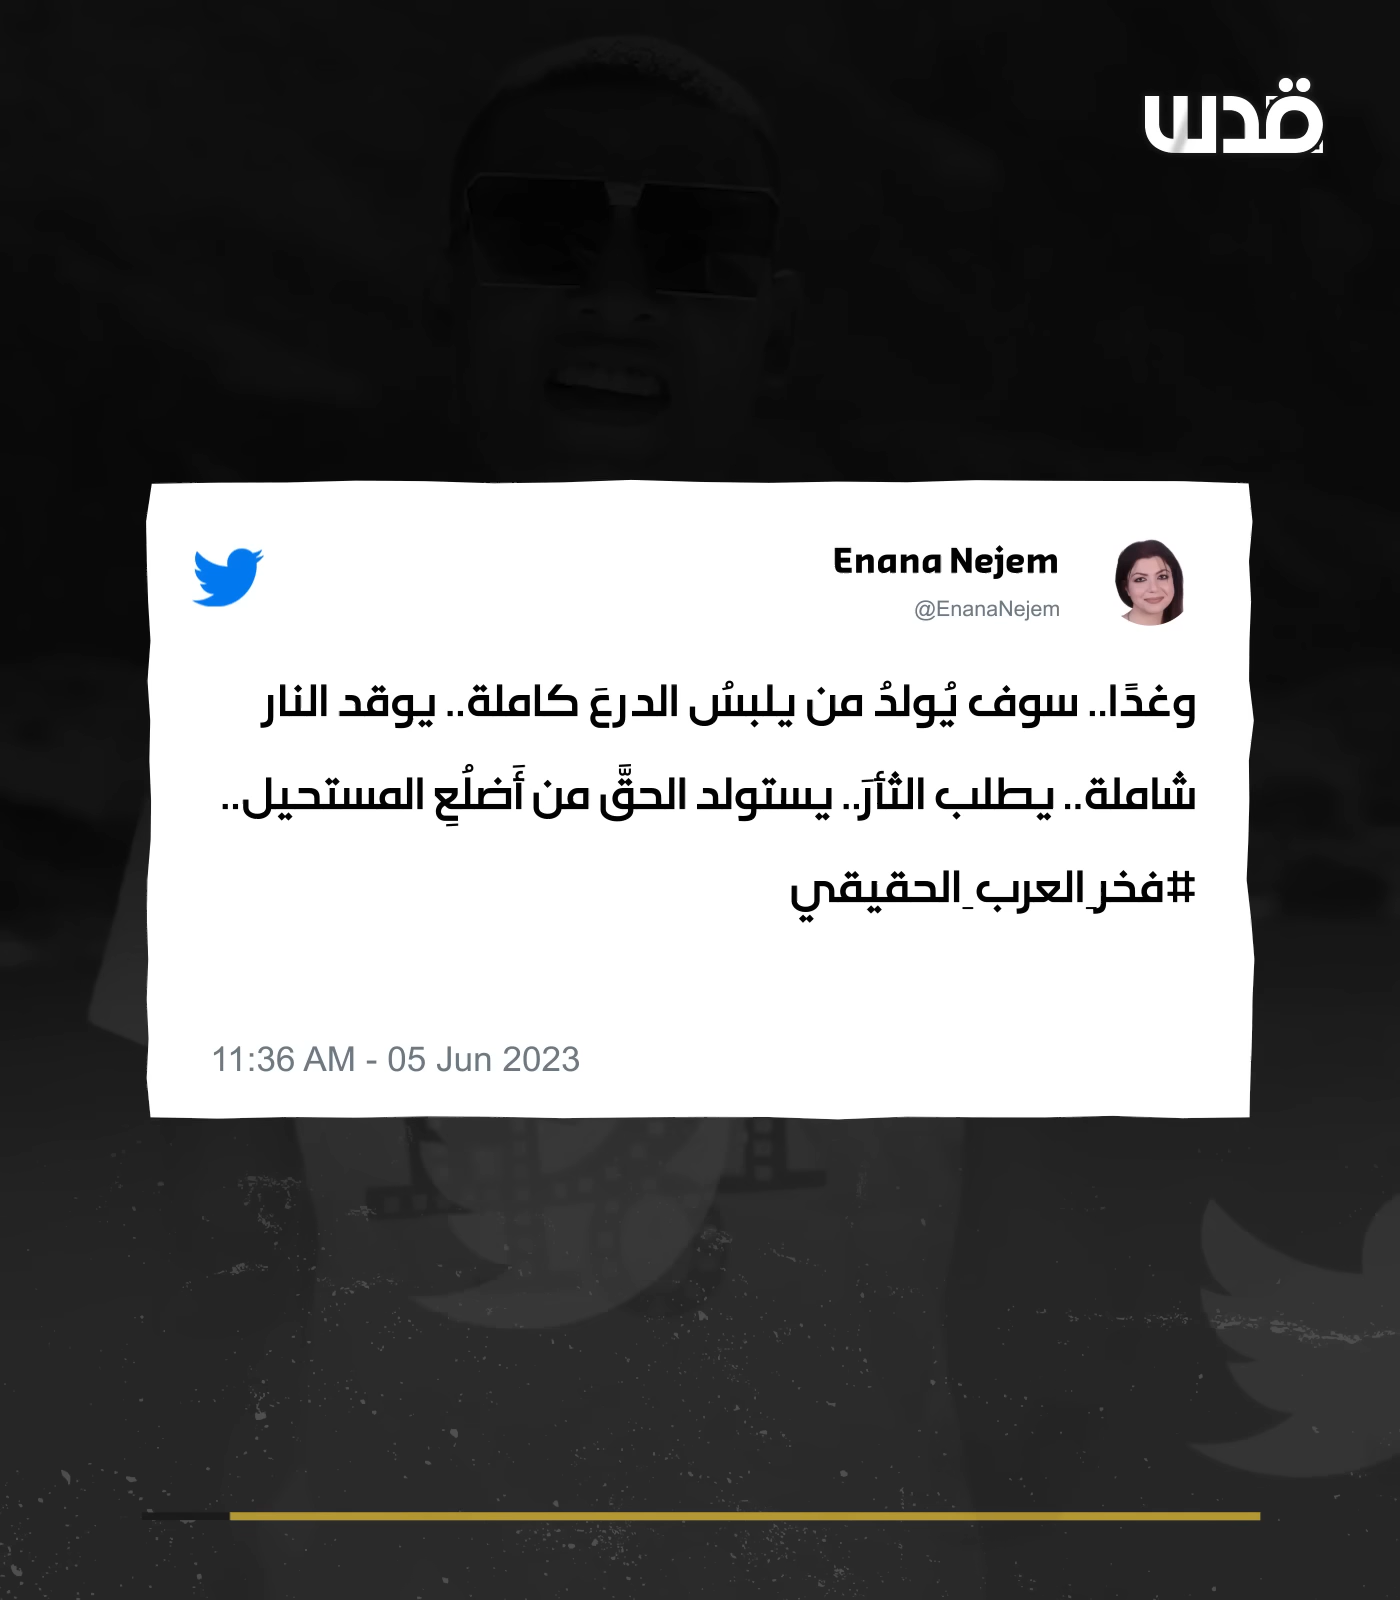 قدس
Enana Nejem
@EnanaNejem
وغدًا.. سوف يُولدُ من يلبسُ الدرعَ كاملة.. يوقد النار
شاملة.. يطلب الثأرَ.. يستولد الحقَّ من أَضلُعِ المستحيل..
#فخر_العرب_الحقيقي
11:36 AM - 05 Jun 2023